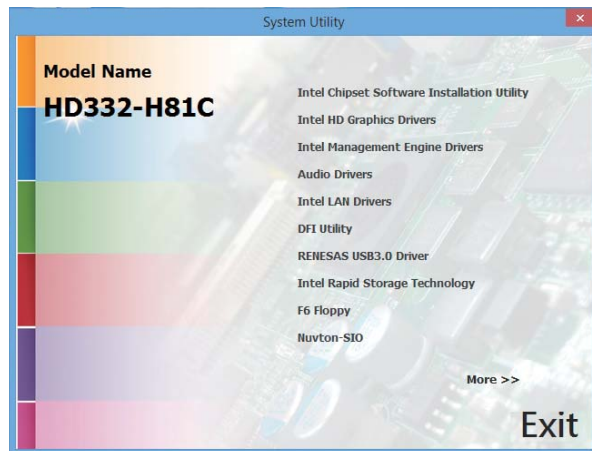 System Utility
Model Name
HD332-H81C
Intel Chipset Software Installation Utility
Intel HD Graphics Drivers
Intel Management Engine Drivers
Audio Drivers
Intel LAN Drivers
DFI Utility
RENESAS USB3.0 Driver
Intel Rapid Storage Technology
F6 Floppy
Nuvton-SIO
More >>
Exit